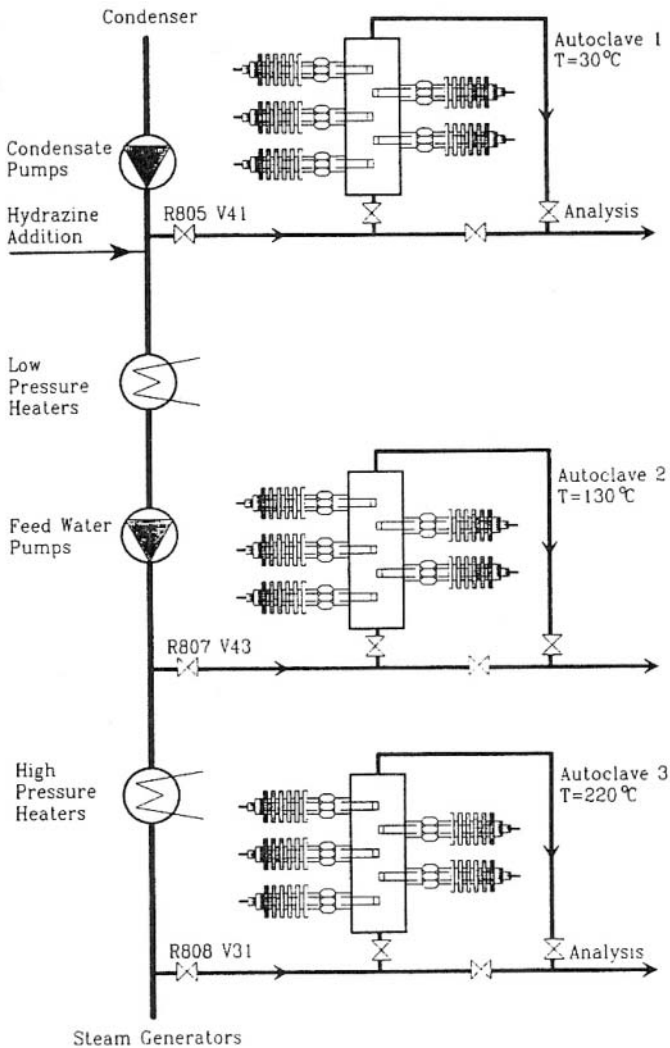 Condenser
Autoclave 1
T=30°C
Condensate
Pumps
Hydrazine
Addition
R805 V41
Analysis
Low
Pressure
Heaters
Autoclave 2
T=130°C
Feed Water
Pumps
R807 V43
High
Pressure
Heaters
Autoclave 3
T=220°C
R808 V31
Analysis
Steam Generators